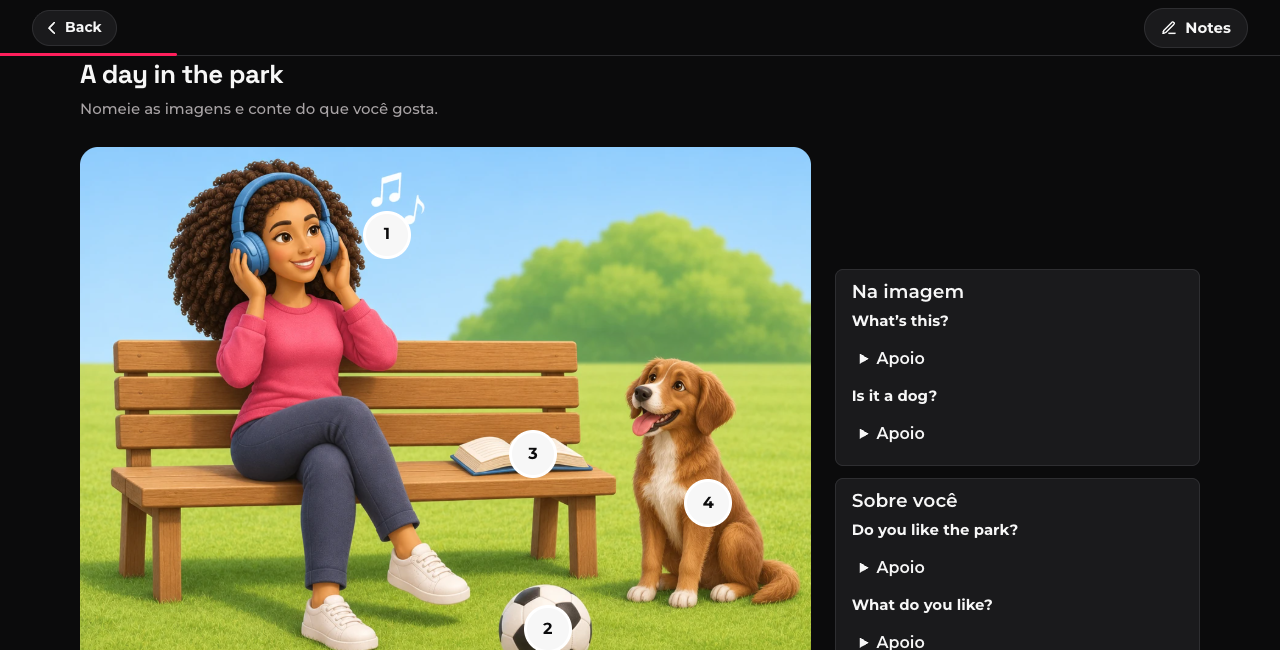 Back
Notes
A day in the park
Nomeie as imagens e conte do que você gosta.
1
3
4
2
Na imagem
What's this?
Apoio
Is it a dog?
Apoio
Sobre você
Do you like the park?
Apoio
What do you like?
Apoio